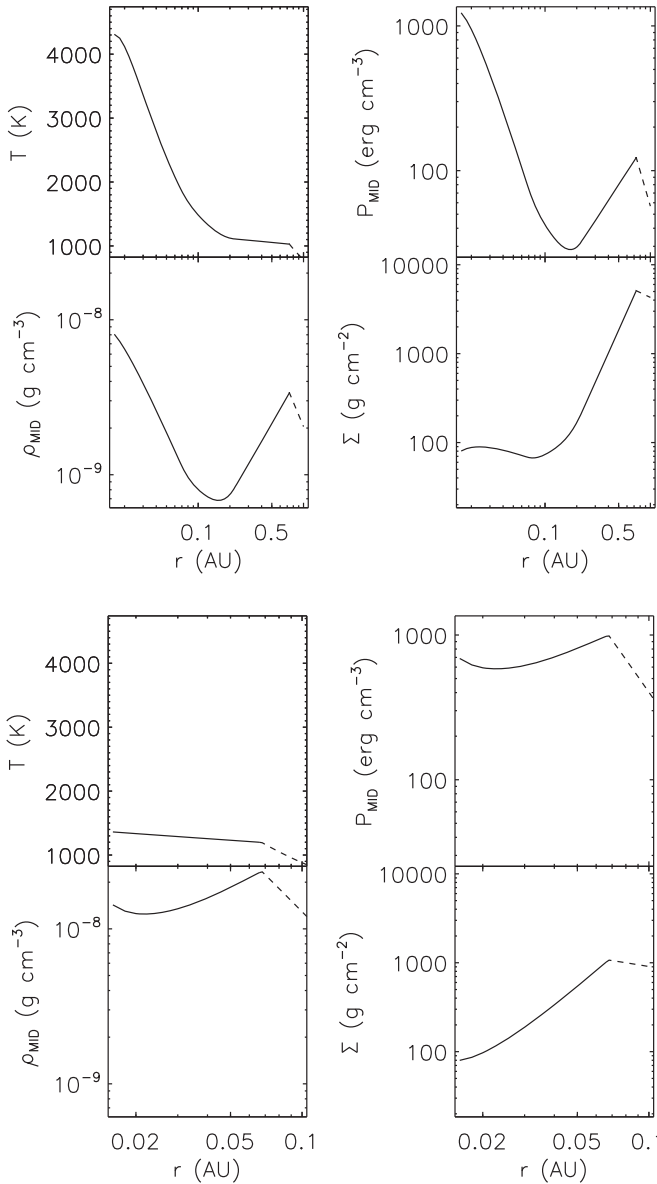 4000
3000
2000
1000
T (K)
1000
100
P_MID (erg cm⁻³)
10⁻⁸
10⁻⁹
ρ_MID (g cm⁻³)
0.1 0.5
r (AU)
10000
1000
100
Σ (g cm⁻²)
0.1 0.5
r (AU)
4000
3000
2000
1000
T (K)
1000
100
P_MID (erg cm⁻³)
10⁻⁸
10⁻⁹
ρ_MID (g cm⁻³)
0.02 0.05 0.1
r (AU)
10000
1000
100
Σ (g cm⁻²)
0.02 0.05 0.1
r (AU)